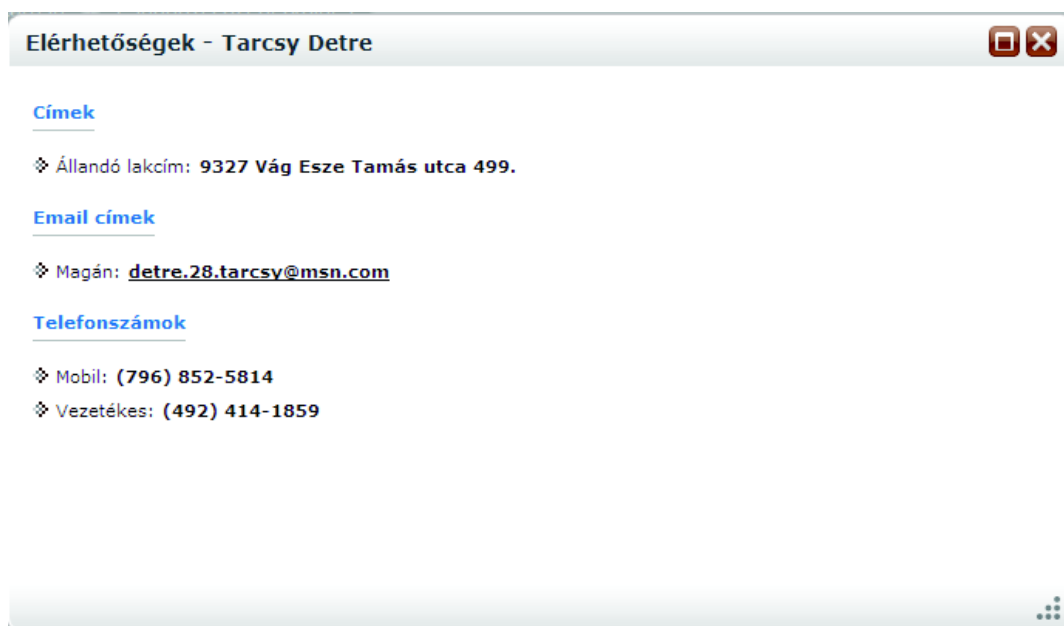 Elérhetőségek - Tarcsy Detre
Címek
Állandó lakcím: 9327 Vág Esze Tamás utca 499.
Email címek
Magán: detre.28.tarcsy@msn.com
Telefonszámok
Mobil: (796) 852-5814
Vezetékes: (492) 414-1859